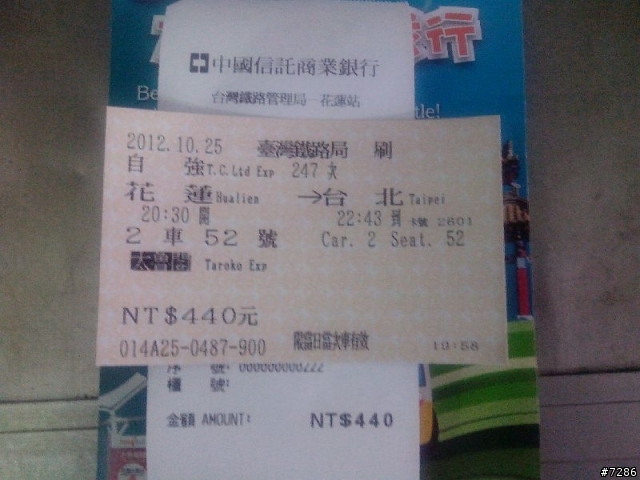 行
中國信託商業銀行
台灣鐵路管理局 花蓮站
Be
tle!
2012.10.25 臺灣鐵路局 刷
自 強 T.C.Ltd Exp 247 次
花 蓮 Hualien →台 北 Taipei
20:30 開 22:43 到 卡號 2601
2 車 52 號 Car. 2 Seat. 52
太魯閣 Taroko Exp
NT$440元
014A25-0487-900 限當日當次車有效 19:58
序 號: 000000000222
櫃 號:
金額 AMOUNT: NT$440
#7286